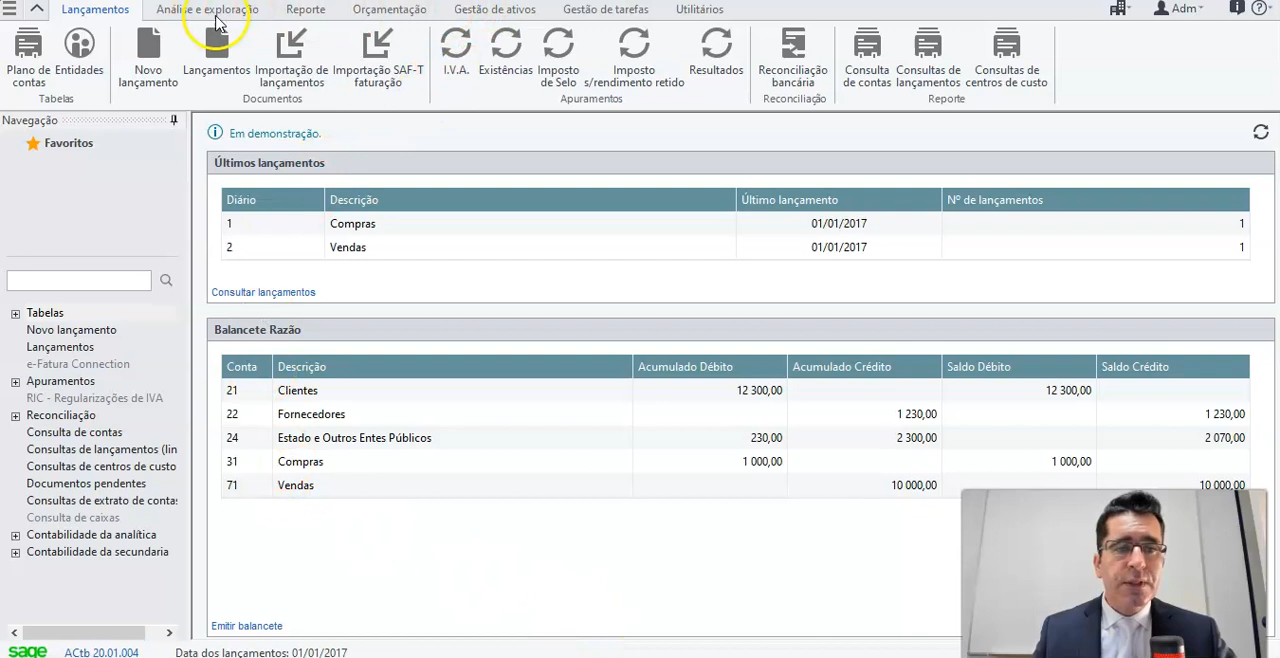 Lançamentos
Análise e exploração
Reporte
Orçamentação
Gestão de ativos
Gestão de tarefas
Utilitários
Adm
Plano de
contas
Entidades
Novo
lançamento
Lançamentos
Importação de
lançamentos
Importação SAF-T
faturação
I.V.A.
Existências
Imposto
de Selo
Imposto
s/rendimento retido
Resultados
Reconciliação
bancária
Consulta
de contas
Consultas de
lançamentos
Consultas de
centros de custo
Tabelas
Documentos
Apuramentos
Reconciliação
Reporte
Navegação
Favoritos
Em demonstração.
Últimos lançamentos
Diário Descrição Último lançamento Nº de lançamentos
1 Compras 01/01/2017 1
2 Vendas 01/01/2017 1
Consultar lançamentos
Tabelas
Novo lançamento
Lançamentos
e-Fatura Connection
Apuramentos
RIC - Regularizações de IVA
Reconciliação
Consulta de contas
Consultas de lançamentos (lin
Consultas de centros de custo
Documentos pendentes
Consultas de extrato de conta
Consulta de caixas
Contabilidade da analítica
Contabilidade da secundaria
Balancete Razão
Conta Descrição Acumulado Débito Acumulado Crédito Saldo Débito Saldo Crédito
21 Clientes 12 300,00 12 300,00
22 Fornecedores 1 230,00 1 230,00
24 Estado e Outros Entes Públicos 230,00 2 300,00 2 070,00
31 Compras 1 000,00 1 000,00
71 Vendas 10 000,00 10 000,00
Emitir balancete
sage ACtb 20.01.004 Data dos lançamentos: 01/01/2017